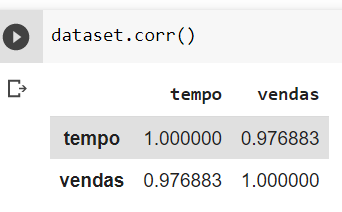 dataset.corr()
tempo vendas
tempo 1.000000 0.976883
vendas 0.976883 1.000000